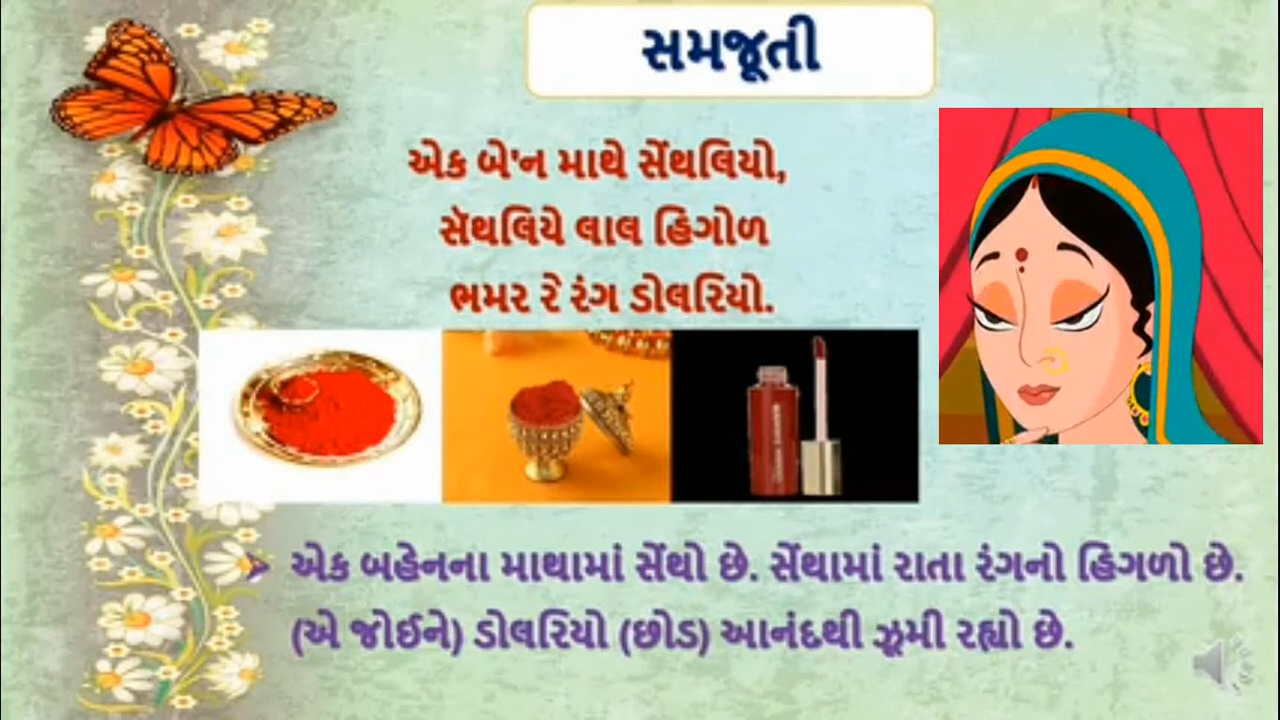 સમજૂતી
એક બે'ન માથે સેંથલિયો,
સૅથલિયે લાલ હિગોળ
ભમર રે રંગ ડોલરિયો.
એક બહેનના માથામાં સેંથો છે. સેંથામાં રાતા રંગનો હિગળો છે.
(એ જોઈને) ડોલરિયો (છોડ) આનંદથી ઝૂમી રહ્યો છે.